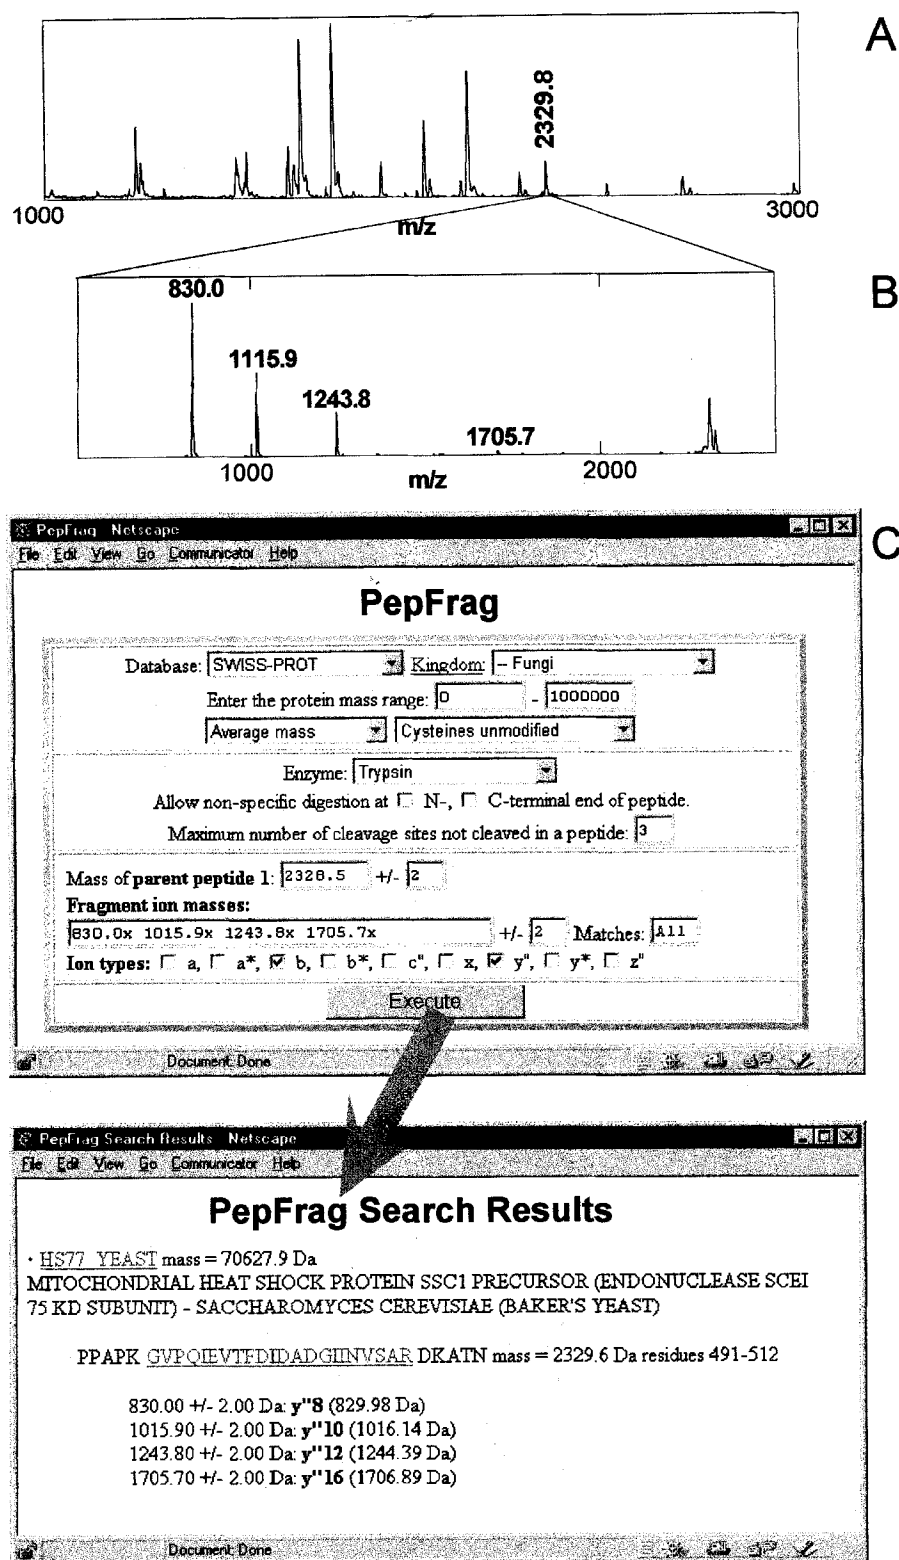 A
2329.8
1000
m/z
3000
B
830.0
1115.9
1243.8
1705.7
1000
m/z
2000
C
PepFrag Netscape
File Edit View Go Communicator Help
PepFrag
Database: SWISS-PROT Kingdom: -- Fungi
Enter the protein mass range: 0 - 1000000
Average mass Cysteines unmodified
Enzyme: Trypsin
Allow non-specific digestion at N-, C-terminal end of peptide.
Maximum number of cleavage sites not cleaved in a peptide: 3
Mass of parent peptide 1: 2328.5 +/- 2
Fragment ion masses:
830.0x 1015.9x 1243.8x 1705.7x +/- 2 Matches: All
Ion types: a, a*, b, b*, c", x, y", y*, z"
Execute
Document: Done
PepFrag Search Results Netscape
File Edit View Go Communicator Help
PepFrag Search Results
· HS77_YEAST mass = 70627.9 Da
MITOCHONDRIAL HEAT SHOCK PROTEIN SSC1 PRECURSOR (ENDONUCLEASE SCEI
75 KD SUBUNIT) - SACCHAROMYCES CEREVISIAE (BAKER'S YEAST)
PPAPK GVPQIEVTFDIDADGIINVSAR DKATN mass = 2329.6 Da residues 491-512
830.00 +/- 2.00 Da: y"8 (829.98 Da)
1015.90 +/- 2.00 Da: y"10 (1016.14 Da)
1243.80 +/- 2.00 Da: y"12 (1244.39 Da)
1705.70 +/- 2.00 Da: y"16 (1706.89 Da)
Document: Done